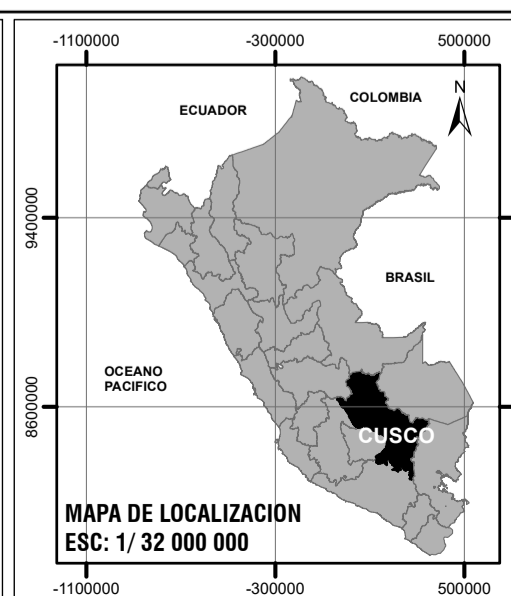 -1100000 -300000 500000
ECUADOR
COLOMBIA
N
9400000
BRASIL
OCEANO
PACIFICO
8600000
CUSCO
MAPA DE LOCALIZACION
ESC: 1/ 32 000 000
-1100000 -300000 500000